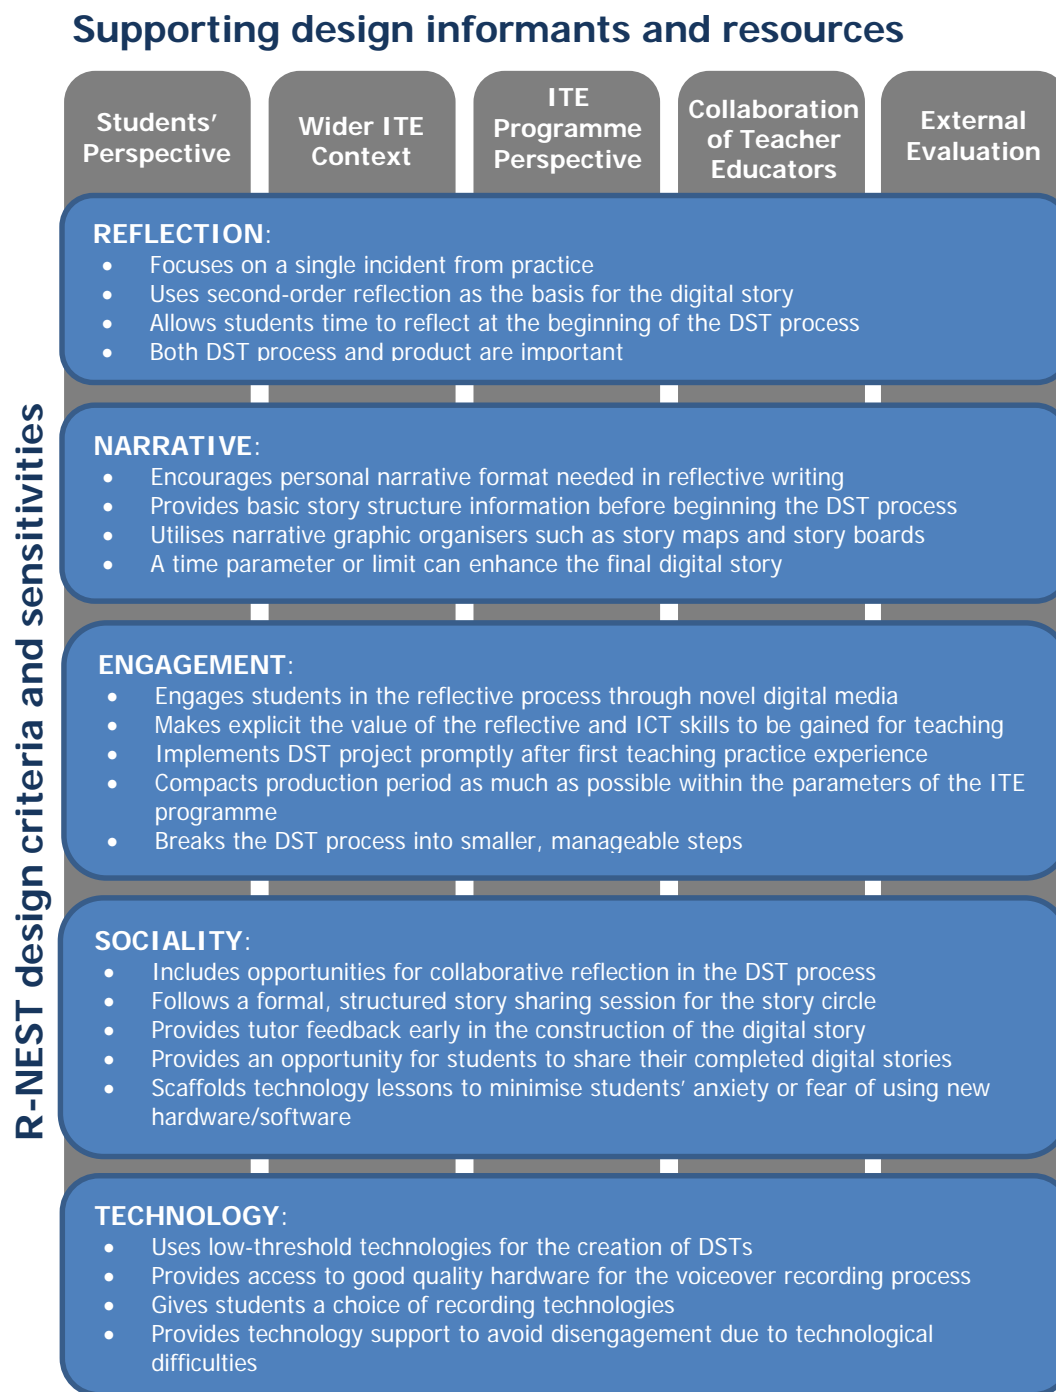 Supporting design informants and resources
Students’
Perspective
Wider ITE
Context
ITE
Programme
Perspective
Collaboration
of Teacher
Educators
External
Evaluation
R-NEST design criteria and sensitivities
REFLECTION:
• Focuses on a single incident from practice
• Uses second-order reflection as the basis for the digital story
• Allows students time to reflect at the beginning of the DST process
• Both DST process and product are important
NARRATIVE:
• Encourages personal narrative format needed in reflective writing
• Provides basic story structure information before beginning the DST process
• Utilises narrative graphic organisers such as story maps and story boards
• A time parameter or limit can enhance the final digital story
ENGAGEMENT:
• Engages students in the reflective process through novel digital media
• Makes explicit the value of the reflective and ICT skills to be gained for teaching
• Implements DST project promptly after first teaching practice experience
• Compacts production period as much as possible within the parameters of the ITE
programme
• Breaks the DST process into smaller, manageable steps
SOCIALITY:
• Includes opportunities for collaborative reflection in the DST process
• Follows a formal, structured story sharing session for the story circle
• Provides tutor feedback early in the construction of the digital story
• Provides an opportunity for students to share their completed digital stories
• Scaffolds technology lessons to minimise students’ anxiety or fear of using new
hardware/software
TECHNOLOGY:
• Uses low-threshold technologies for the creation of DSTs
• Provides access to good quality hardware for the voiceover recording process
• Gives students a choice of recording technologies
• Provides technology support to avoid disengagement due to technological
difficulties